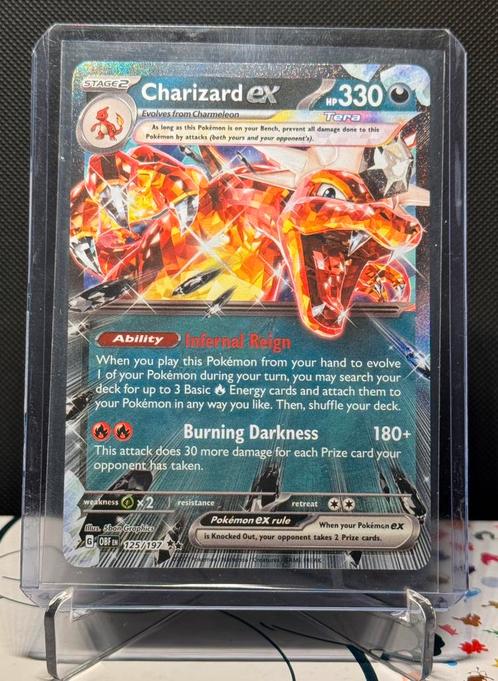 STAGE2
Charizard ex HP330
Evolves from Charmeleon
Tera
As long as this Pokémon is on your Bench, prevent all damage done to this
Pokémon by attacks (both yours and your opponent's).
Ability Infernal Reign
When you play this Pokémon from your hand to evolve
1 of your Pokémon during your turn, you may search your
deck for up to 3 Basic Energy cards and attach them to
your Pokémon in any way you like. Then, shuffle your deck.
Burning Darkness 180+
This attack does 30 more damage for each Prize card your
opponent has taken.
weakness ×2 resistance retreat
Illus. 5ban Graphics
Pokémon ex rule
When your Pokémon ex
is Knocked Out, your opponent takes 2 Prize cards.
G OBF EN 125/197